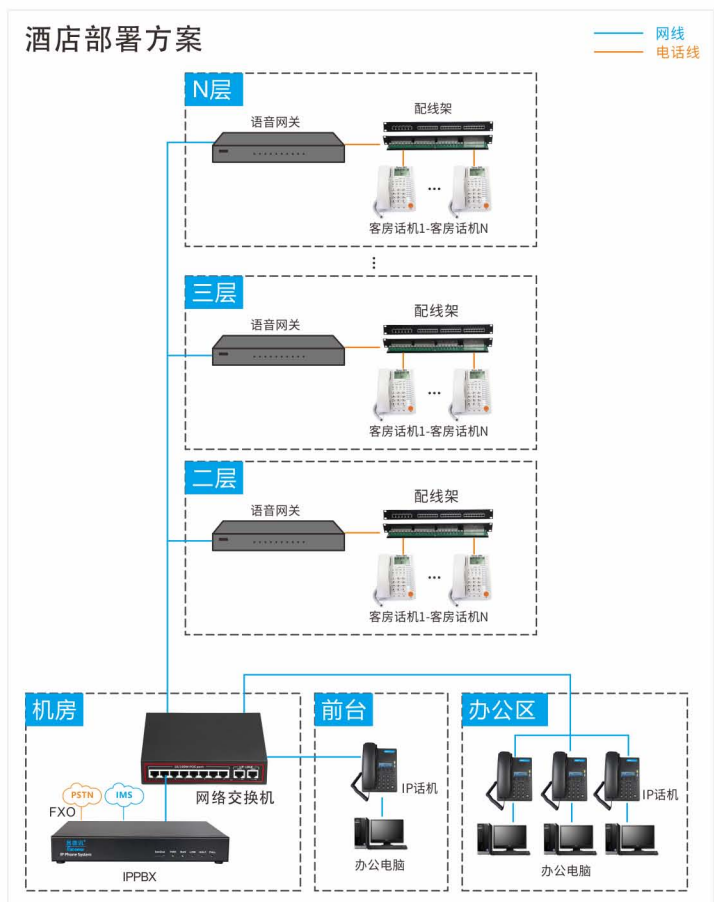 酒店部署方案
网线
电话线
N层
语音网关
配线架
...
客房话机1-客房话机N
...
三层
语音网关
配线架
...
客房话机1-客房话机N
二层
语音网关
配线架
...
客房话机1-客房话机N
机房
网络交换机
PSTN
IMS
FXO
IP Phone System
IPPBX
前台
IP话机
办公电脑
办公区
IP话机
办公电脑